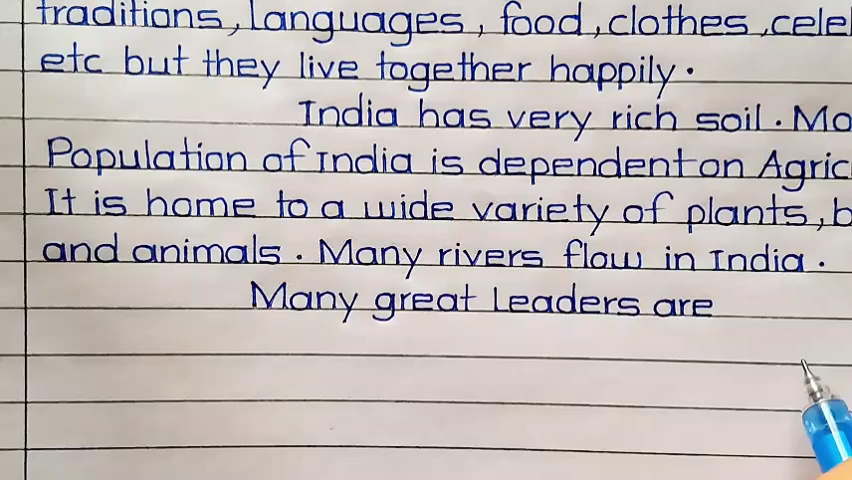 traditions, languages, food, clothes, 
etc but they live together happily.
India has very rich soil.
Population of India is dependent on
It is home to a wide variety of plants,
and animals. Many rivers flow in India.
Many great Leaders are